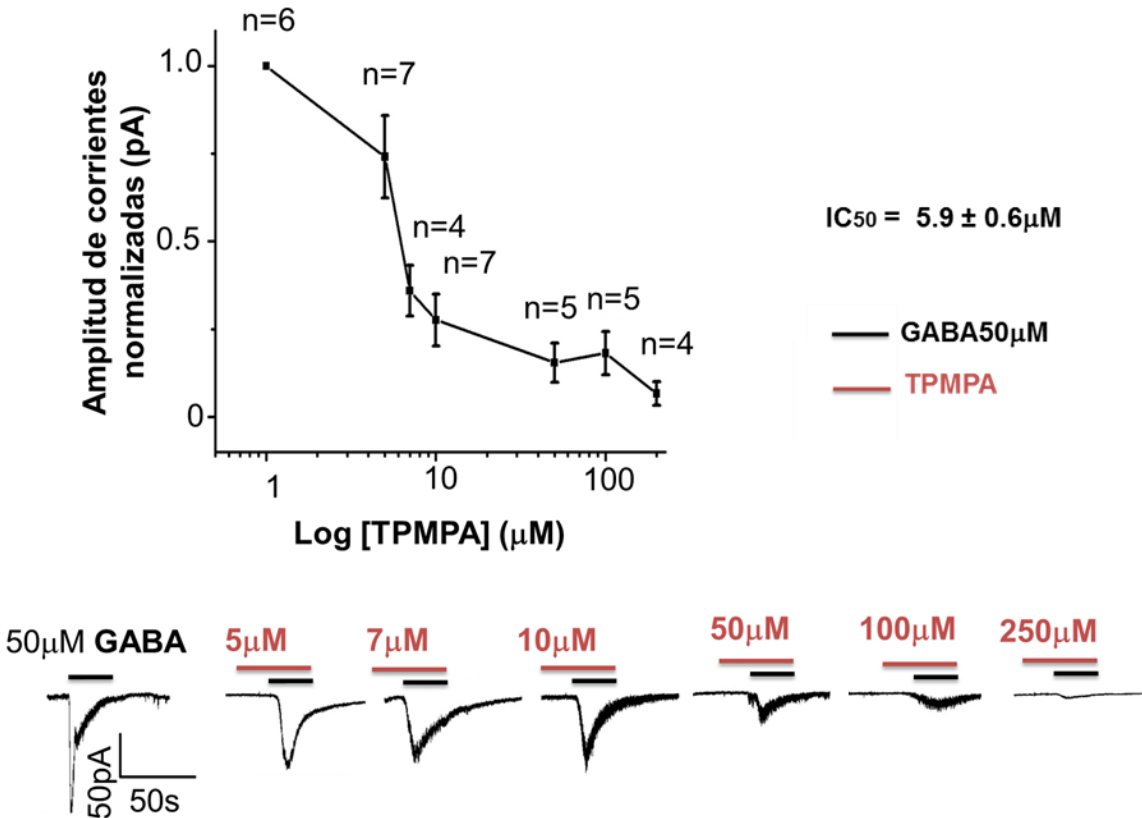 n=6
n=7
n=4
n=7
n=5
n=5
n=4
Amplitud de corrientes
normalizadas (pA)
1.0
0.5
0
1
10
100
Log [TPMPA] (μM)
IC50 = 5.9 ± 0.6μM
GABA50μM
TPMPA
50μM GABA
5μM
7μM
10μM
50μM
100μM
250μM
50pA
50s